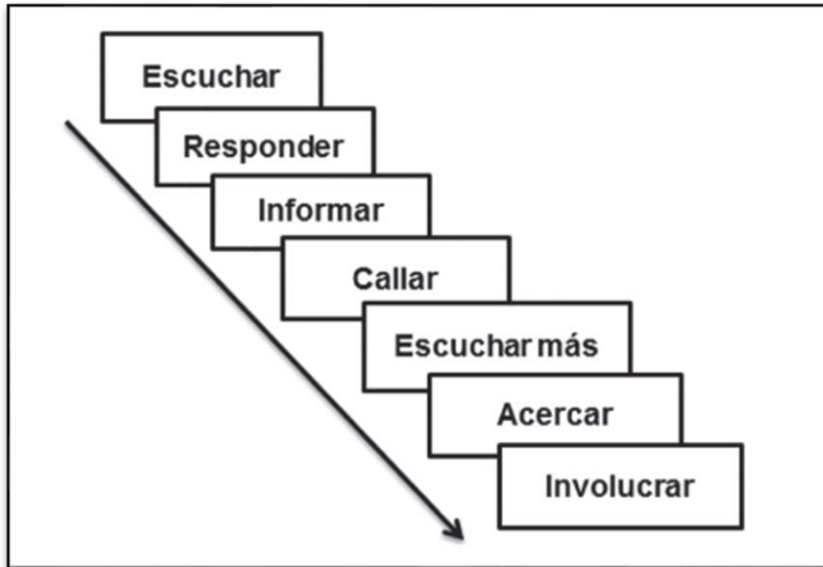 Escuchar
Responder
Informar
Callar
Escuchar más
Acercar
Involucrar